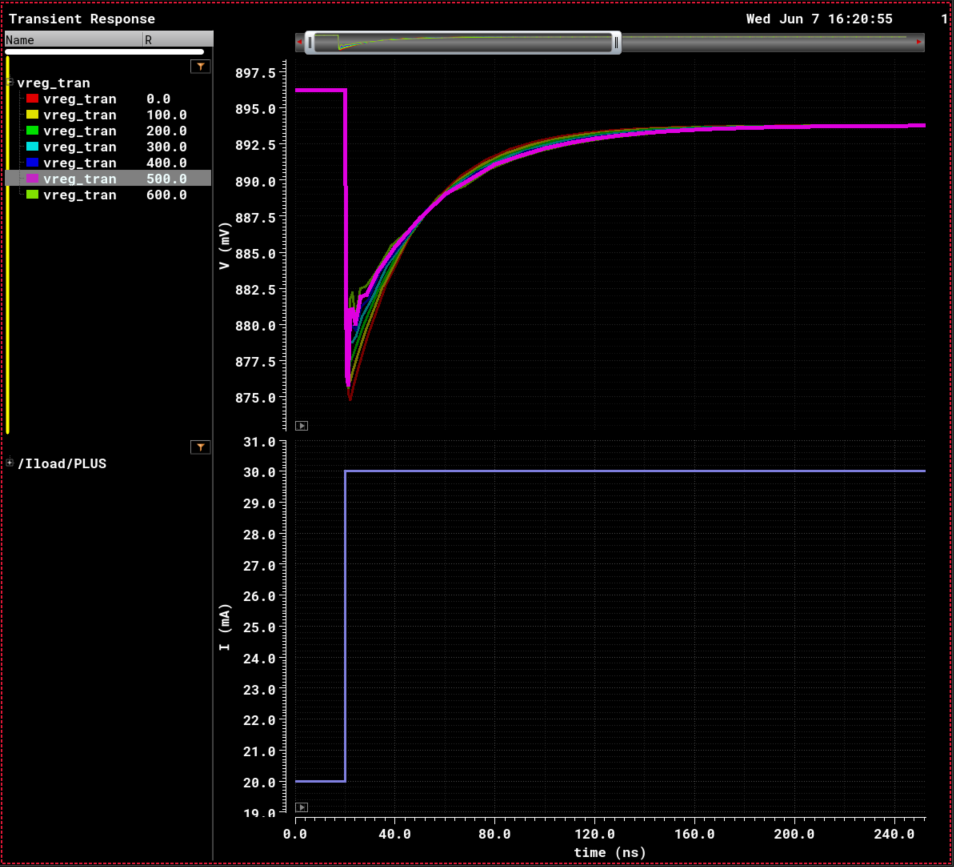 Transient Response
Wed Jun 7 16:20:55 1
Name R
vreg_tran
vreg_tran 0.0
vreg_tran 100.0
vreg_tran 200.0
vreg_tran 300.0
vreg_tran 400.0
vreg_tran 500.0
vreg_tran 600.0
897.5
895.0
892.5
890.0
887.5
885.0
882.5
880.0
877.5
875.0
V (mV)
/Iload/PLUS
31.0
30.0
29.0
28.0
27.0
26.0
25.0
24.0
23.0
22.0
21.0
20.0
19.0
I (mA)
0.0 40.0 80.0 120.0 160.0 200.0 240.0
time (ns)